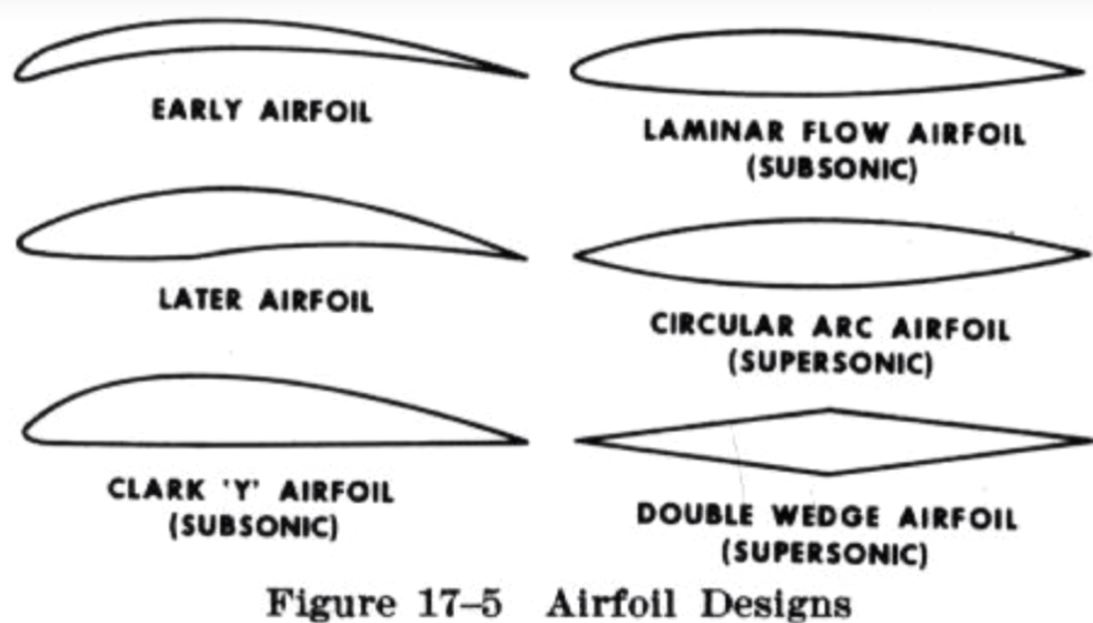 EARLY AIRFOIL
LATER AIRFOIL
CLARK 'Y' AIRFOIL
(SUBSONIC)
LAMINAR FLOW AIRFOIL
(SUBSONIC)
CIRCULAR ARC AIRFOIL
(SUPERSONIC)
DOUBLE WEDGE AIRFOIL
(SUPERSONIC)
Figure 17–5 Airfoil Designs